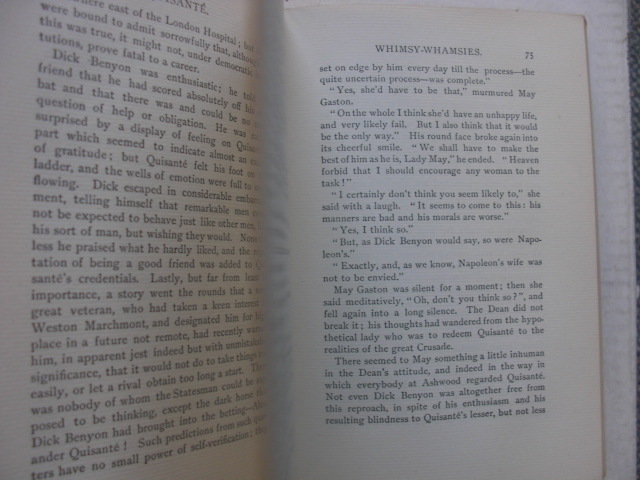 QUISANTÉ.
where east of the London Hospital; but
were bound to admit sorrowfully that, although
this was true, it might not, under democratic
tutions, prove fatal to a career.
Dick Benyon was enthusiastic; he told
friend that he had scored absolutely off his
bat and that there was and could be no
question of help or obligation. He was
surprised by a display of feeling on Quisanté's
part which seemed to indicate almost an
of gratitude; but Quisanté felt his foot on
ladder, and the wells of emotion were full to
flowing. Dick escaped in considerable
ment, telling himself that remarkable men
not be expected to behave just like other men,
his sort of man, but wishing they would.
less he praised what he hardly liked, and the
tation of being a good friend was added to
santé's credentials. Lastly, but far from least
importance, a story went the rounds that a
great veteran, who had taken a keen interest
Weston Marchmont, and designated him for
place in a future not remote, had recently warned
him, in apparent jest indeed but with unmistakable
significance, that it would not do to take things
easily, or let a rival obtain too long a start.
was nobody of whom the Statesman could be
posed to be thinking, except the dark horse
Dick Benyon had brought into the betting—
ander Quisanté! Such predictions from such
ters have no small power of self-verification; they
WHIMSY-WHAMSIES. 75
set on edge by him every day till the process—the
quite uncertain process—was complete."
"Yes, she'd have to be that," murmured May
Gaston.
"On the whole I think she'd have an unhappy life,
and very likely fail. But I also think that it would
be the only way." His round face broke again into
its cheerful smile. "We shall have to make the
best of him as he is, Lady May," he ended. "Heaven
forbid that I should encourage any woman to the
task!"
"I certainly don't think you seem likely to," she
said with a laugh. "It seems to come to this: his
manners are bad and his morals are worse."
"Yes, I think so."
"But, as Dick Benyon would say, so were Napo-
leon's."
"Exactly, and, as we know, Napoleon's wife was
not to be envied."
May Gaston was silent for a moment; then she
said meditatively, "Oh, don't you think so?", and
fell again into a long silence. The Dean did not
break it; his thoughts had wandered from the hypo-
thetical lady who was to redeem Quisanté to the
realities of the great Crusade.
There seemed to May something a little inhuman
in the Dean's attitude, and indeed in the way in
which everybody at Ashwood regarded Quisanté.
Not even Dick Benyon was altogether free from
this reproach, in spite of his enthusiasm and his
resulting blindness to Quisanté's lesser, but not less